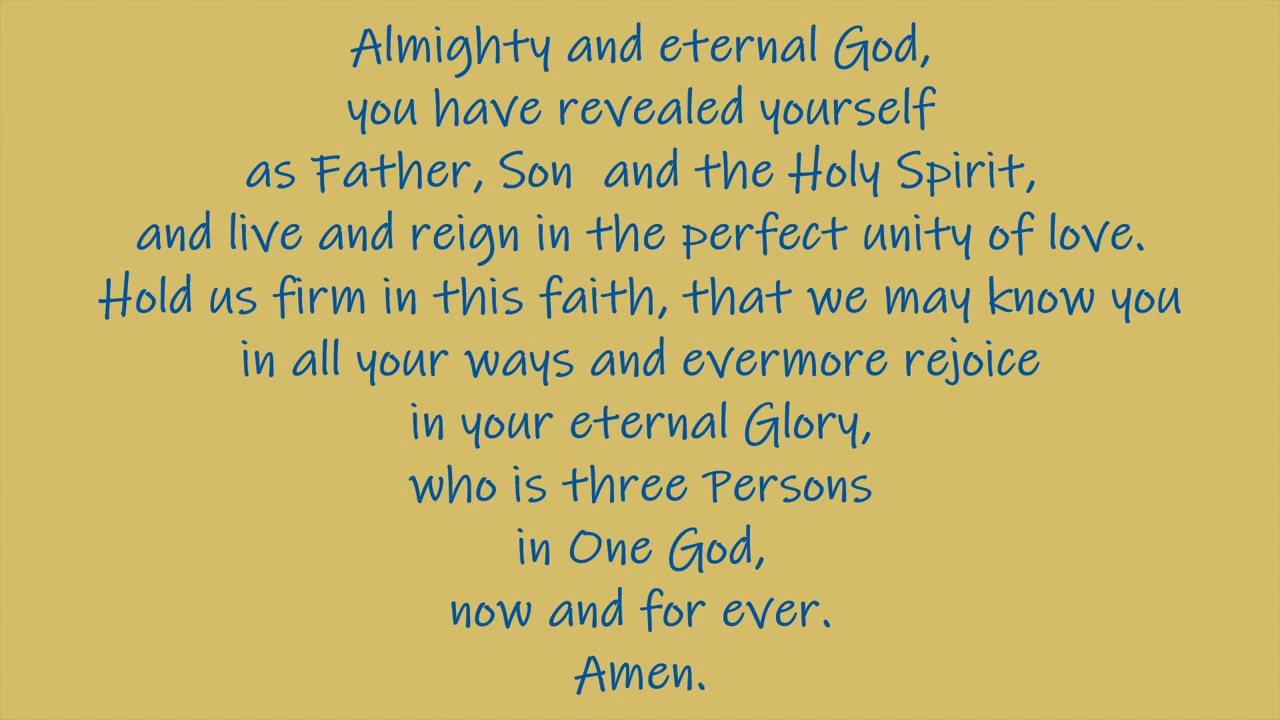 Almighty and eternal God,
you have revealed yourself
as Father, Son and the Holy Spirit,
and live and reign in the perfect unity of love.
Hold us firm in this faith, that we may know you
in all your ways and evermore rejoice
in your eternal Glory,
who is three Persons
in One God,
now and for ever.
Amen.